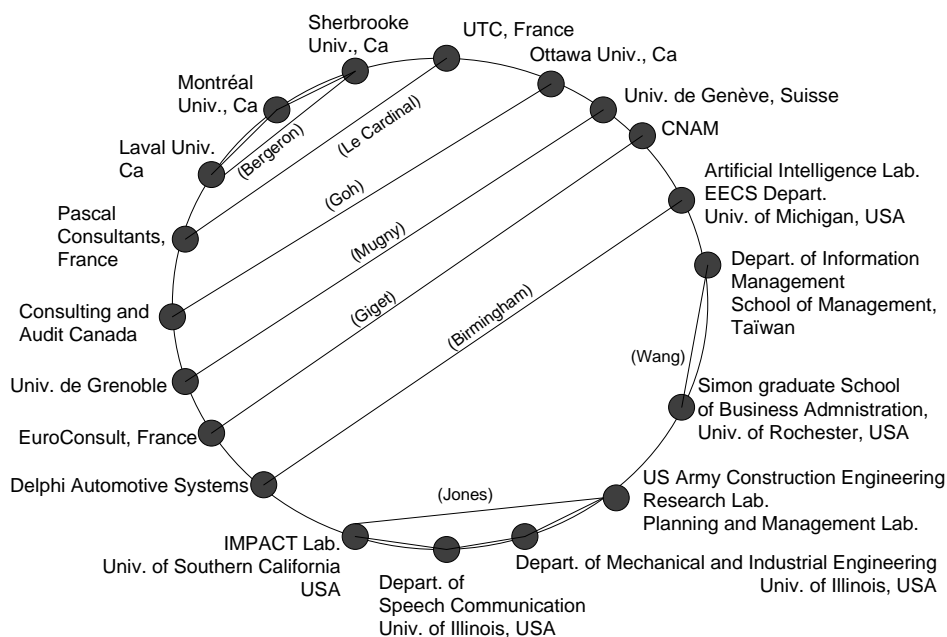 Sherbrooke
Univ., Ca
UTC, France
Ottawa Univ., Ca
Montréal
Univ., Ca
Univ. de Genève, Suisse
CNAM
Laval Univ.
Ca
(Bergeron)
(Le Cardinal)
Artificial Intelligence Lab.
EECS Depart.
Univ. of Michigan, USA
(Goh)
Pascal
Consultants,
France
(Mugny)
Depart. of Information
Management
School of Management,
Taïwan
(Giget)
(Birmingham)
Consulting and
Audit Canada
(Wang)
Univ. de Grenoble
Simon graduate School
of Business Admnistration,
Univ. of Rochester, USA
EuroConsult, France
Delphi Automotive Systems
(Jones)
US Army Construction Engineering
Research Lab.
Planning and Management Lab.
IMPACT Lab.
Univ. of Southern California
USA
Depart. of Mechanical and Industrial Engineering
Univ. of Illinois, USA
Depart. of
Speech Communication
Univ. of Illinois, USA